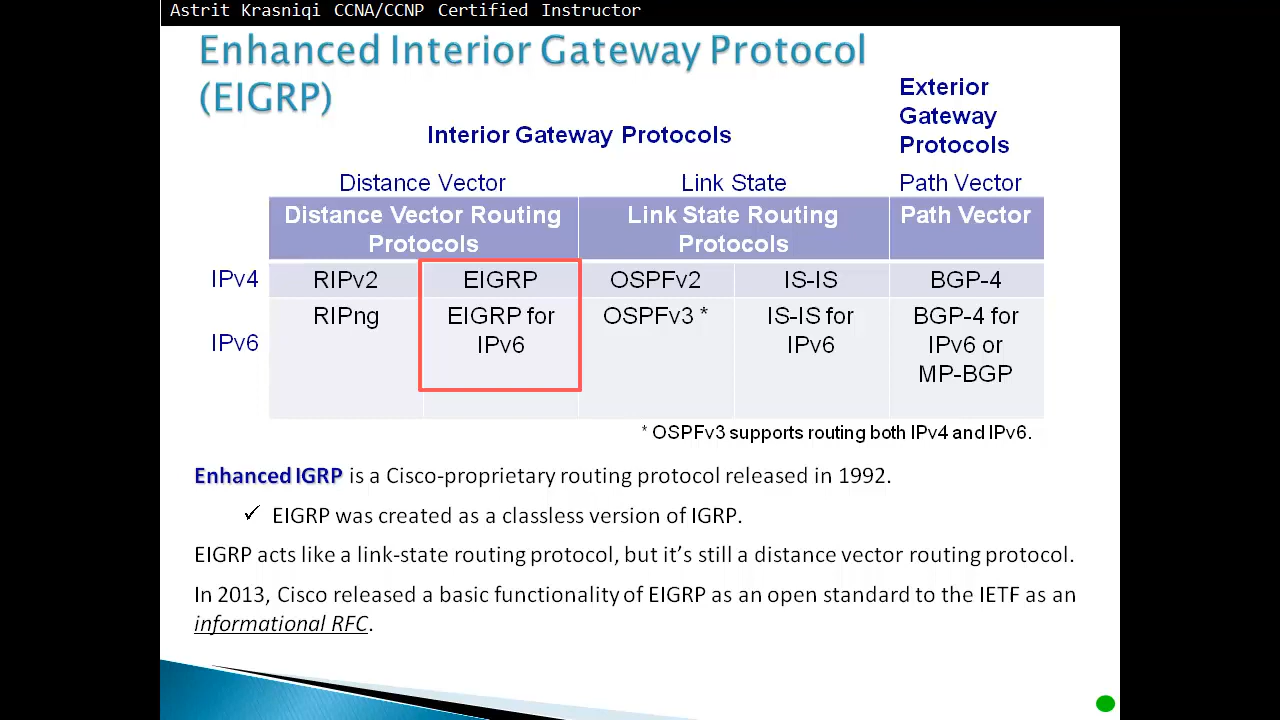 Astrit Krasniqi CCNA/CCNP Certified Instructor
Enhanced Interior Gateway Protocol
(EIGRP)
Exterior
Gateway
Protocols
Interior Gateway Protocols
Distance Vector Link State Path Vector
Distance Vector Routing
Protocols
Link State Routing
Protocols
Path Vector
IPv4 RIPv2 EIGRP OSPFv2 IS-IS BGP-4
IPv6
RIPng
EIGRP for
IPv6
OSPFv3 *
IS-IS for
IPv6
BGP-4 for
IPv6 or
MP-BGP
* OSPFv3 supports routing both IPv4 and IPv6.
Enhanced IGRP is a Cisco-proprietary routing protocol released in 1992.
✓ EIGRP was created as a classless version of IGRP.
EIGRP acts like a link-state routing protocol, but it's still a distance vector routing protocol.
In 2013, Cisco released a basic functionality of EIGRP as an open standard to the IETF as an
informational RFC.